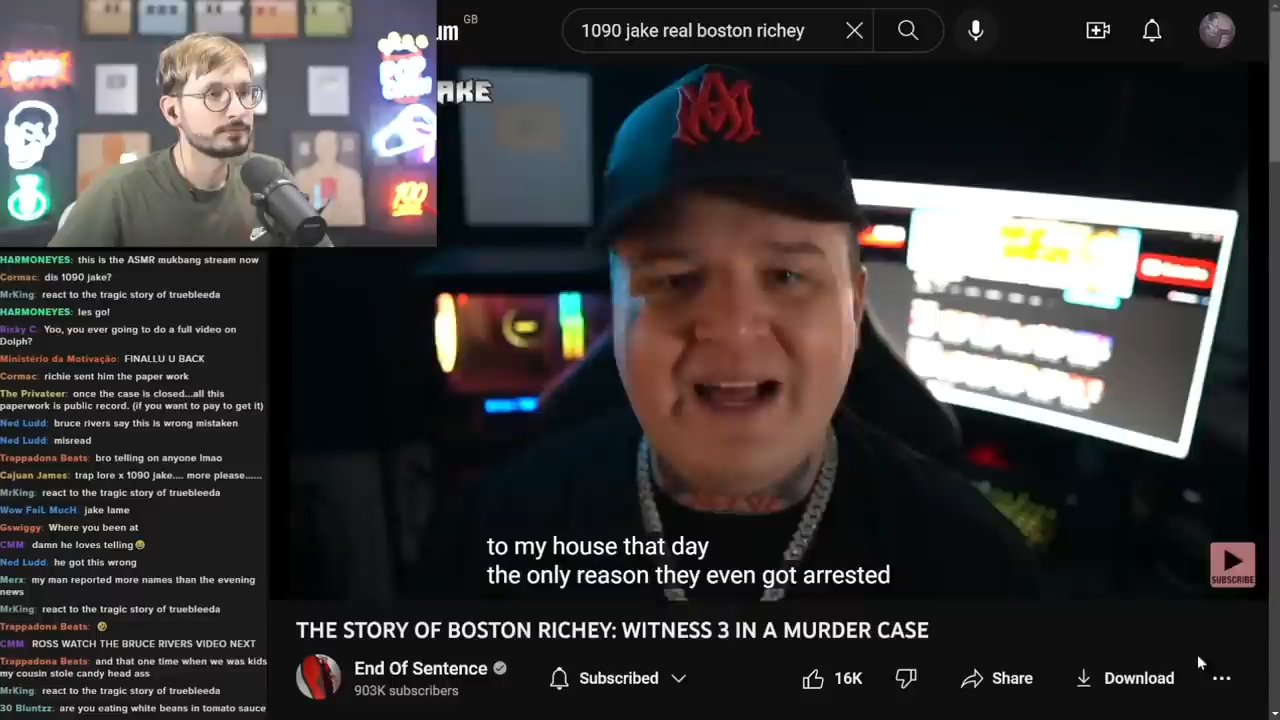 um GB
1090 jake real boston richey
AKE
100
HARMONEYES: this is the ASMR mukbang stream now
Cormac: dis 1090 jake?
MrKing: react to the tragic story of truebleeda
HARMONEYES: les go!
Ricky C. Yoo, you ever going to do a full video on
Dolph?
Ministério da Motivação: FINALLU U BACK
Cormac: richie sent him the paper work
The Privateer: once the case is closed...all this
paperwork is public record. (if you want to pay to get it)
Ned Ludd: bruce rivers say this is wrong mistaken
Ned Ludd: misread
Trappadona Beats: bro telling on anyone lmao
Cajuan James: trap lore x 1090 jake.... more please......
MrKing: react to the tragic story of truebleeda
Wow FaiL MucH jake lame
Gswiggy: Where you been at
CMM damn he loves telling😂
Ned Ludd: he got this wrong
Merx: my man reported more names than the evening
news
MrKing: react to the tragic story of truebleeda
Trappadona Beats: 🤣
CMM ROSS WATCH THE BRUCE RIVERS VIDEO NEXT
Trappadona Beats: and that one time when we was kids
my cousin stole candy head ass
MrKing: react to the tragic story of truebleeda
30 Bluntzz: are you eating white beans in tomato sauce
to my house that day
the only reason they even got arrested
SUBSCRIBE
THE STORY OF BOSTON RICHEY: WITNESS 3 IN A MURDER CASE
End Of Sentence
903K subscribers
Subscribed
16K
Share
Download